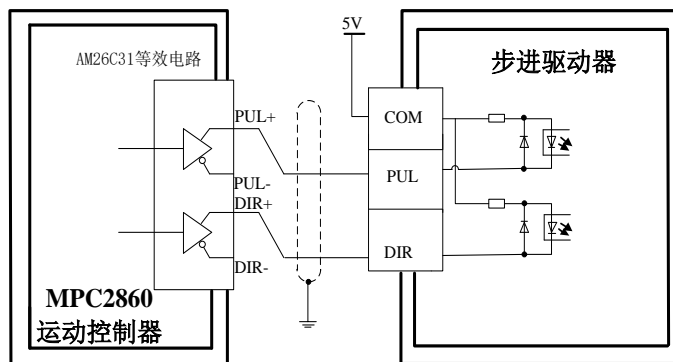 AM26C31等效电路
PUL+
PUL-
DIR+
DIR-
MPC2860
运动控制器
5V
COM
PUL
DIR
步进驱动器